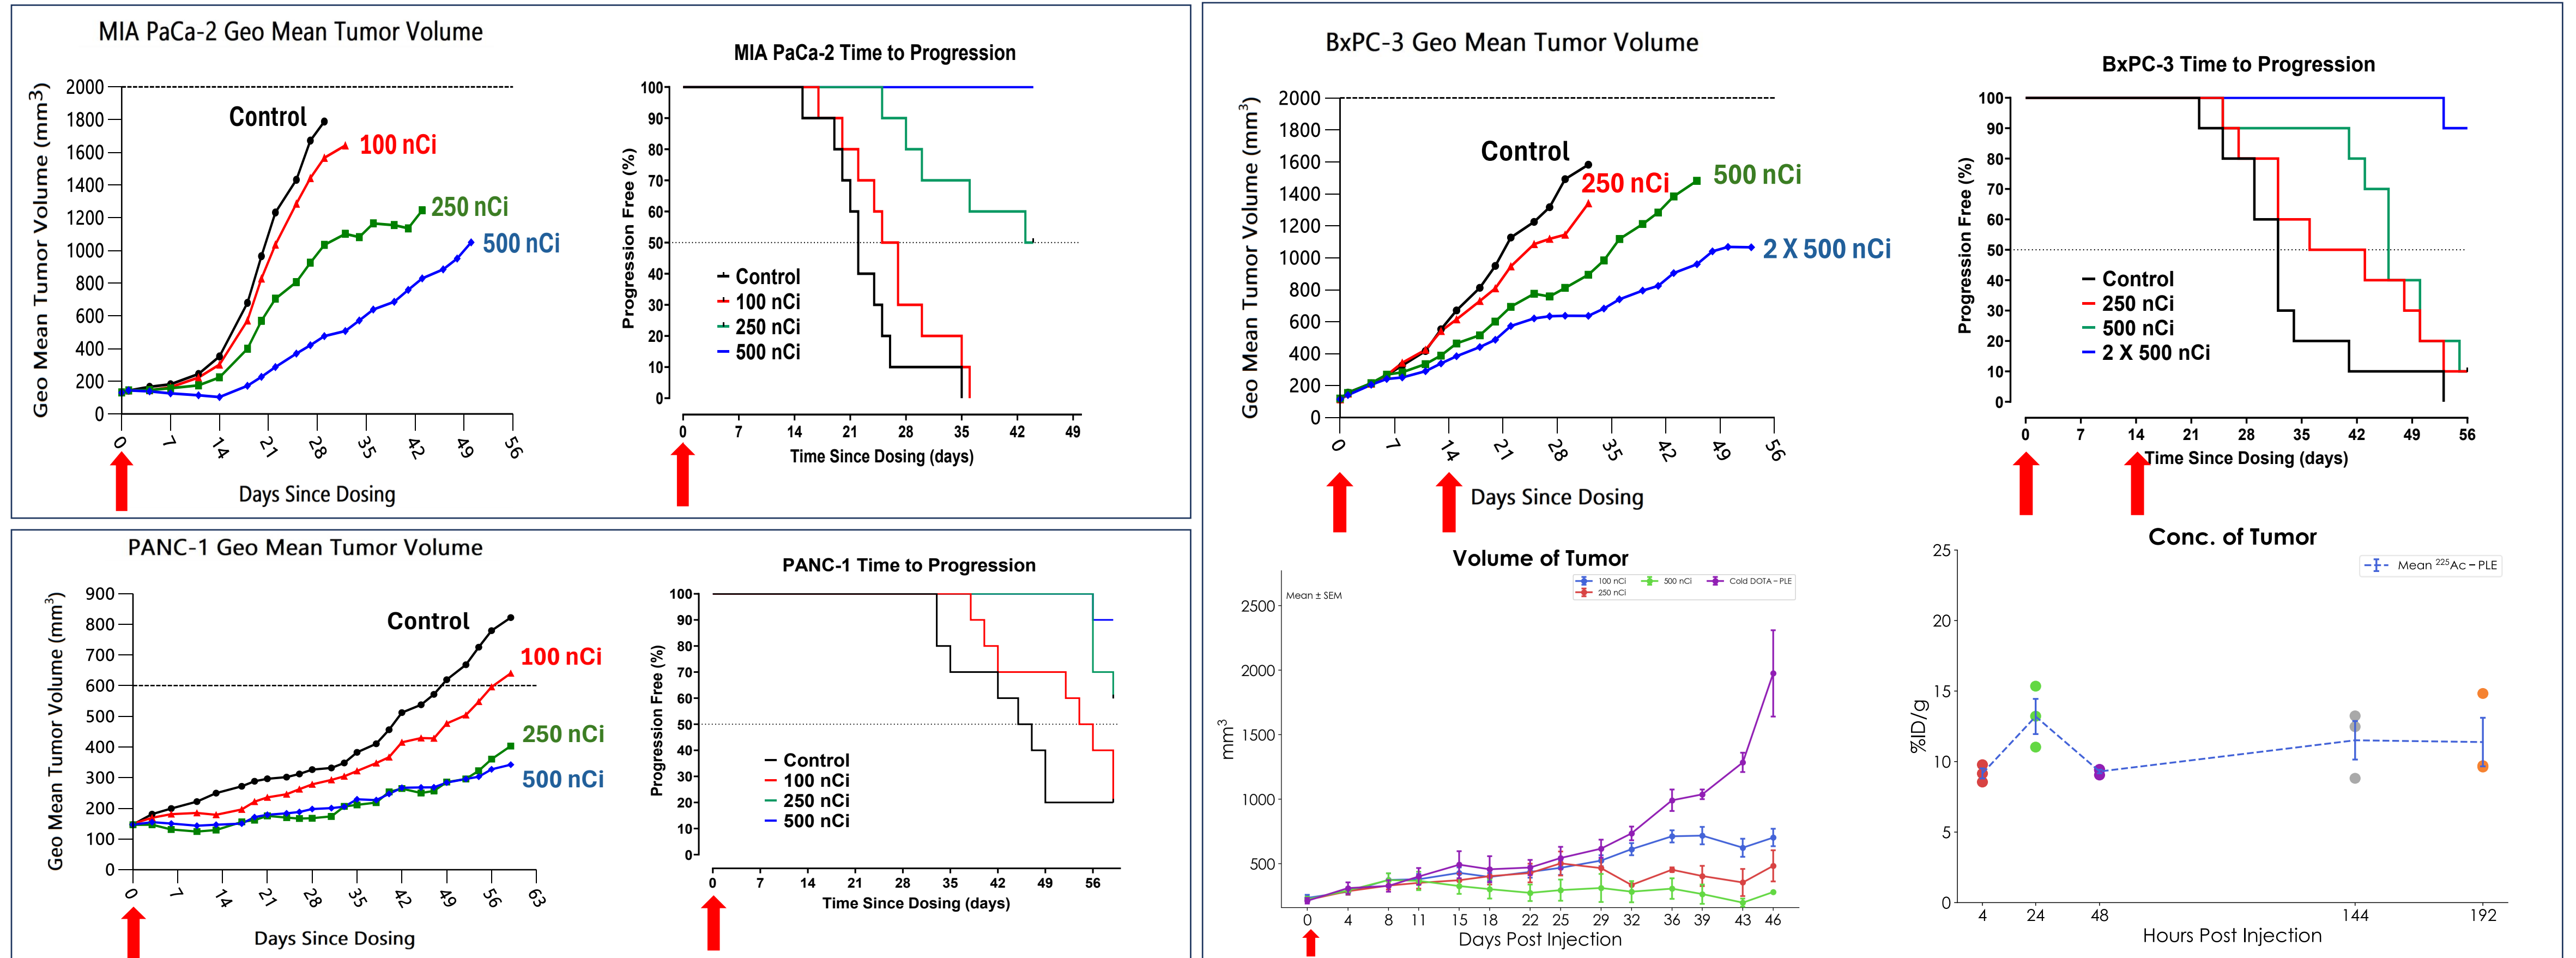 MIA PaCa-2 Geo Mean Tumor Volume
Geo Mean Tumor Volume (mm³)
2000
1800
1600
1400
1200
1000
800
600
400
200
0
Control
100 nCi
250 nCi
500 nCi
0 7 14 21 28 35 42 49 56
Days Since Dosing
MIA PaCa-2 Time to Progression
Progression Free (%)
100
90
80
70
60
50
40
30
20
10
0
Control
100 nCi
250 nCi
500 nCi
0 7 14 21 28 35 42 49
Time Since Dosing (days)
BxPC-3 Geo Mean Tumor Volume
Geo Mean Tumor Volume (mm³)
2000
1800
1600
1400
1200
1000
800
600
400
200
0
Control
250 nCi
500 nCi
2 X 500 nCi
0 7 14 21 28 35 42 49 56
Days Since Dosing
BxPC-3 Time to Progression
Progression Free (%)
100
90
80
70
60
50
40
30
20
10
0
Control
250 nCi
500 nCi
2 X 500 nCi
0 7 14 21 28 35 42 49 56
Time Since Dosing (days)
PANC-1 Geo Mean Tumor Volume
Geo Mean Tumor Volume (mm³)
900
800
700
600
500
400
300
200
100
0
Control
100 nCi
250 nCi
500 nCi
0 7 14 21 28 35 42 49 56 63
Days Since Dosing
PANC-1 Time to Progression
Progression Free (%)
100
90
80
70
60
50
40
30
20
10
0
Control
100 nCi
250 nCi
500 nCi
0 7 14 21 28 35 42 49 56
Time Since Dosing (days)
Volume of Tumor
100 nCi 500 nCi Cold DOTA – PLE
250 nCi
Mean ± SEM
mm³
2500
2000
1500
1000
500
0 4 8 11 15 18 22 25 29 32 36 39 43 46
Days Post Injection
Conc. of Tumor
Mean ²²⁵Ac – PLE
%ID/g
25
20
15
10
5
0
4 24 48 144 192
Hours Post Injection